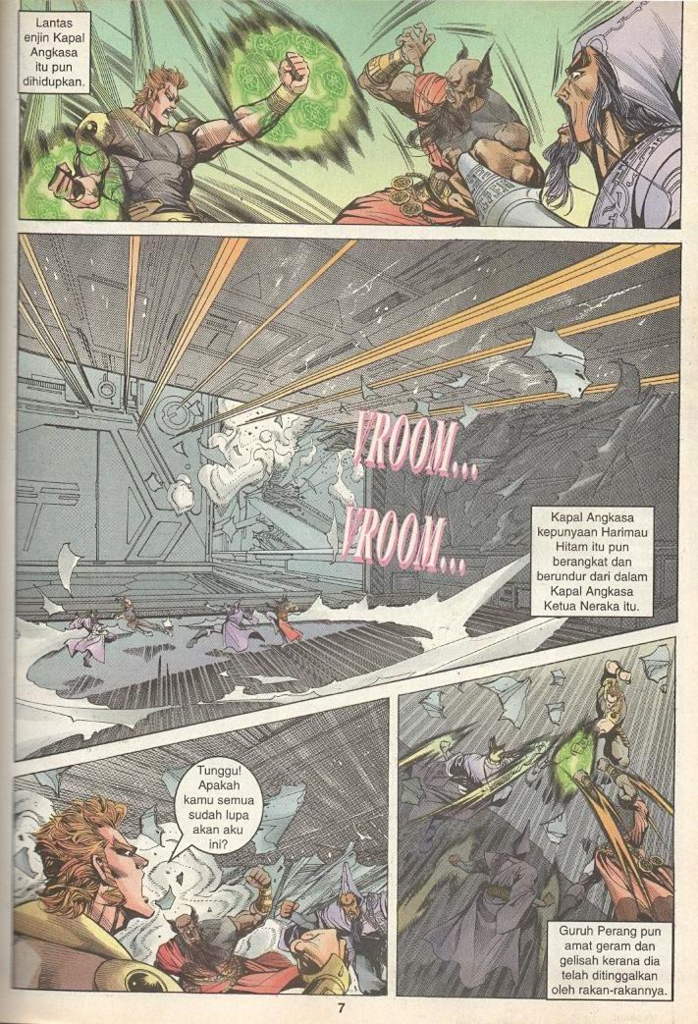 Lantas
enjin Kapal
Angkasa
itu pun
dihidupkan.
VROOM...
VROOM...
Kapal Angkasa
kepunyaan Harimau
Hitam itu pun
berangkat dan
berundur dari dalam
Kapal Angkasa
Ketua Neraka itu.
Tunggu!
Apakah
kamu semua
sudah lupa
akan aku
ini?
Guruh Perang pun
amat geram dan
gelisah kerana dia
telah ditinggalkan
oleh rakan-rakannya.
7